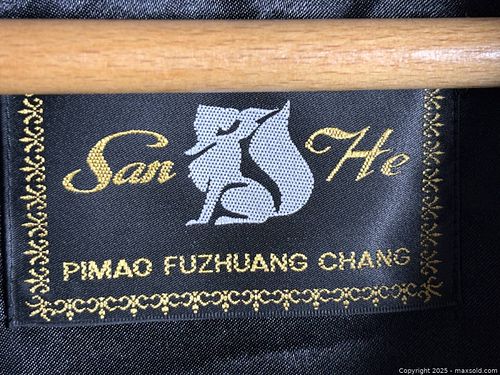 San He
PIMAO FUZHUANG CHANG
Copyright 2025 - maxsold.com